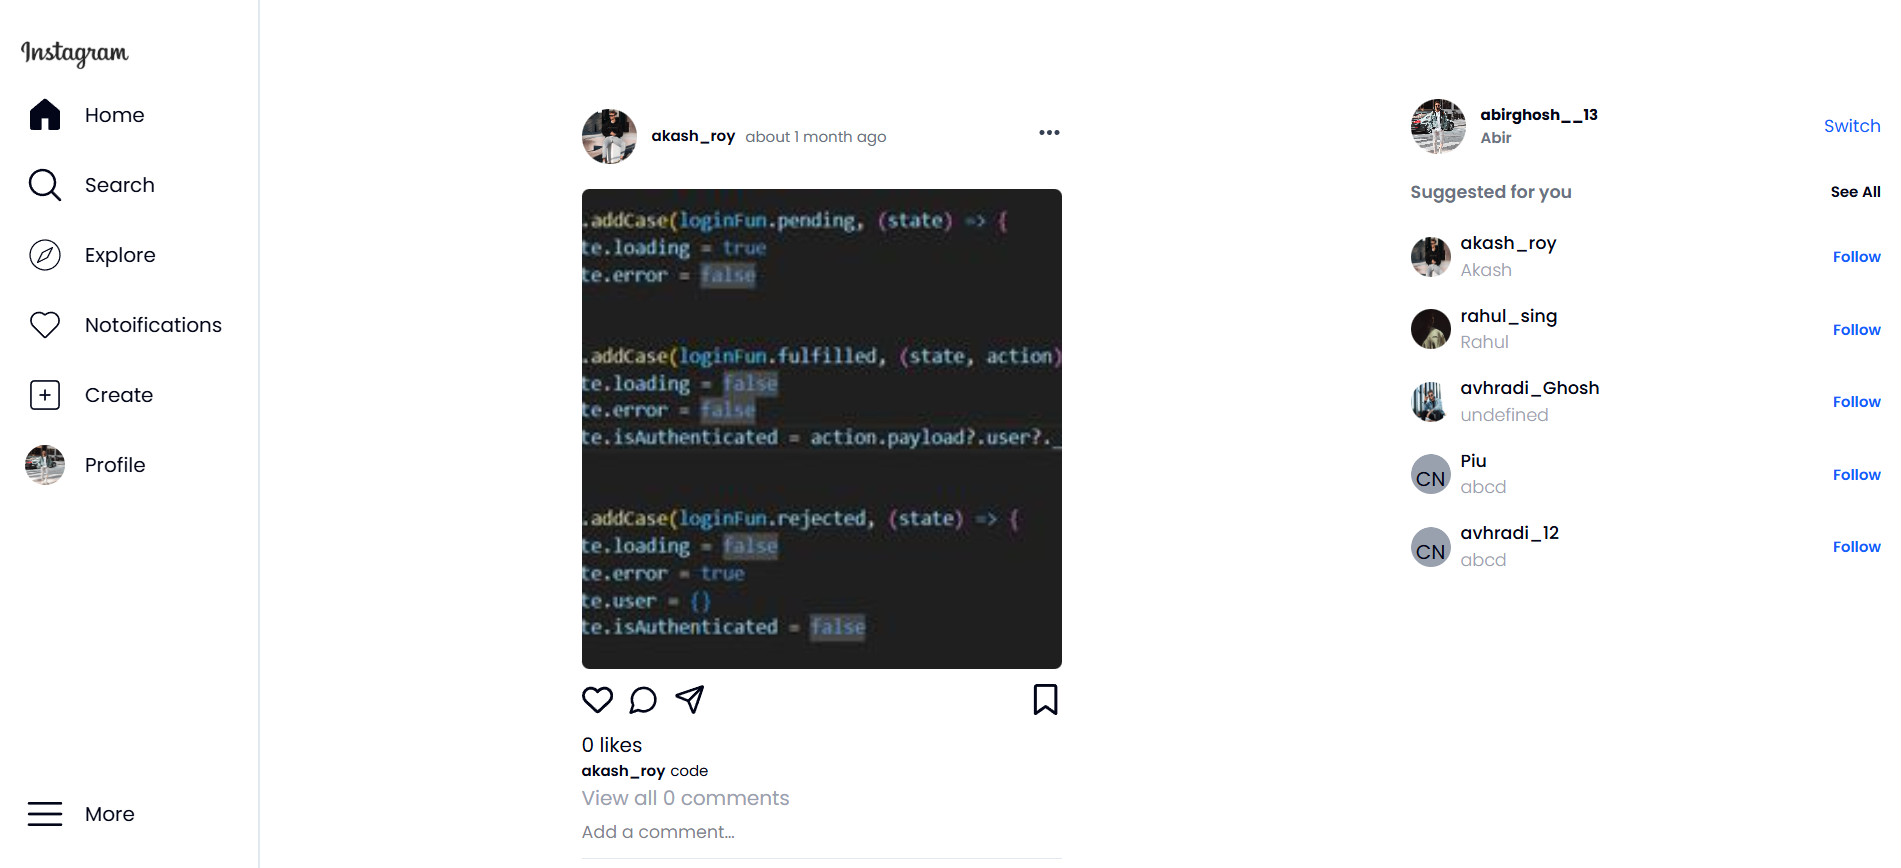 Instagram
Home
Search
Explore
Notoifications
Create
Profile
More
akash_roy about 1 month ago
.addCase(loginFun.pending, (state) => {
te.loading = true
te.error = false
.addCase(loginFun.fulfilled, (state, action)
te.loading = false
te.error = false
te.isAuthenticated = action.payload?.user?._
.addCase(loginFun.rejected, (state) => {
te.loading = false
te.error = true
te.user = {}
te.isAuthenticated = false
0 likes
akash_roy code
View all 0 comments
Add a comment...
abirghosh__13
Abir
Switch
Suggested for you See All
akash_roy
Akash
Follow
rahul_sing
Rahul
Follow
avhradi_Ghosh
undefined
Follow
CN
Piu
abcd
Follow
CN
avhradi_12
abcd
Follow